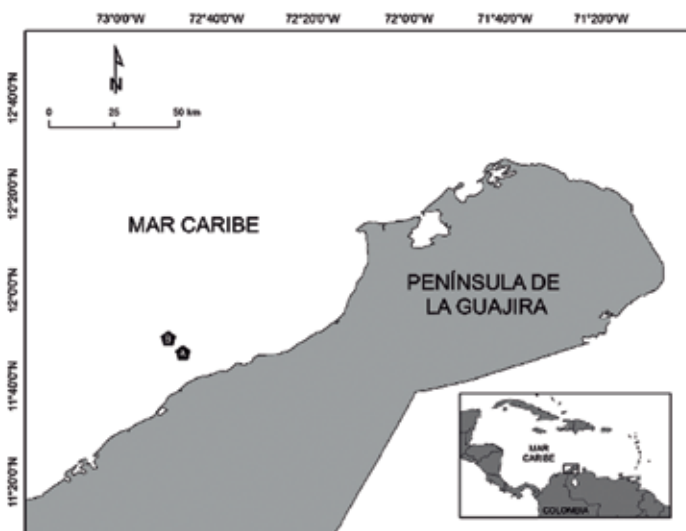 73°0'0"W 72°40'0"W 72°20'0"W 72°0'0"W 71°40'0"W 71°20'0"W
12°40'0"N
N
0 25 50 km
12°20'0"N
MAR CARIBE
12°0'0"N
PENÍNSULA DE
LA GUAJIRA
B
A
11°40'0"N
11°20'0"N
MAR
CARIBE
COLOMBIA